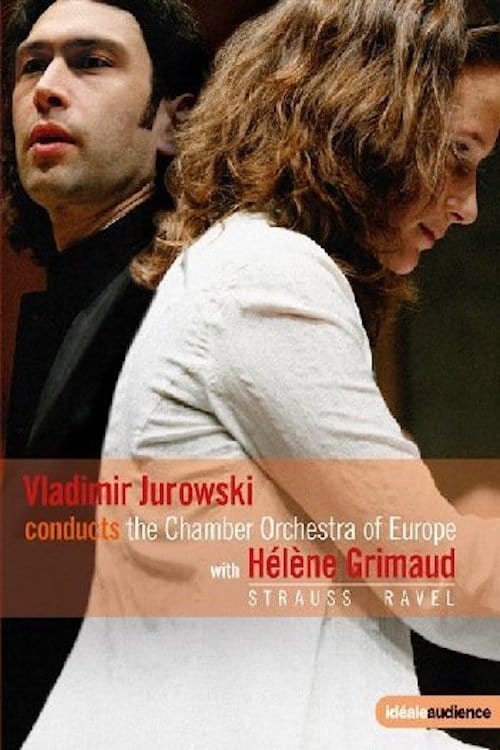 Vladimir Jurowski
conducts the Chamber Orchestra of Europe
with Hélène Grimaud
STRAUSS RAVEL
idéaleaudience